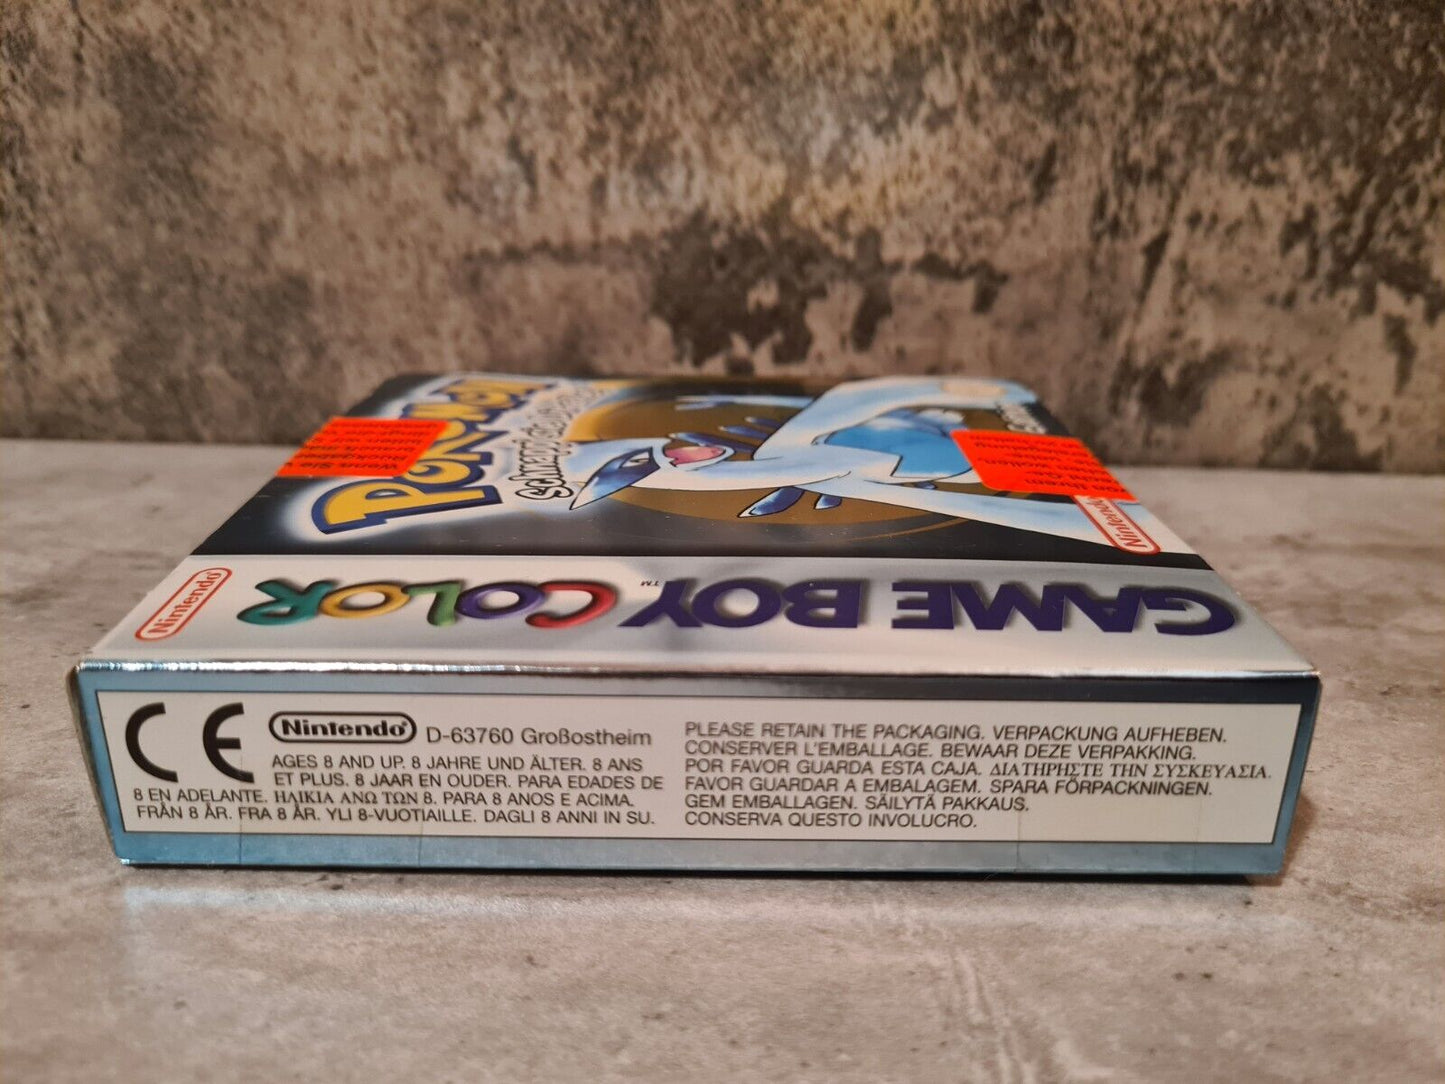 POKéMON
Schnapp
Nintendo
GAME BOY COLOR™
Nintendo
CE
Nintendo® D-63760 Großostheim
AGES 8 AND UP. 8 JAHRE UND ÄLTER. 8 ANS
ET PLUS. 8 JAAR EN OUDER. PARA EDADES DE
8 EN ADELANTE. ΗΛΙΚΙΑ ΑΝΩ ΤΩΝ 8. PARA 8 ANOS E ACIMA.
FRÅN 8 ÅR. FRA 8 ÅR. YLI 8-VUOTIAILLE. DAGLI 8 ANNI IN SU.
PLEASE RETAIN THE PACKAGING. VERPACKUNG AUFHEBEN.
CONSERVER L'EMBALLAGE. BEWAAR DEZE VERPAKKING.
POR FAVOR GUARDA ESTA CAJA. ΔΙΑΤΗΡΗΣΤΕ ΤΗΝ ΣΥΣΚΕΥΑΣΙΑ.
FAVOR GUARDAR A EMBALAGEM. SPARA FÖRPACKNINGEN.
GEM EMBALLAGEN. SÄILYTÄ PAKKAUS.
CONSERVA QUESTO INVOLUCRO.